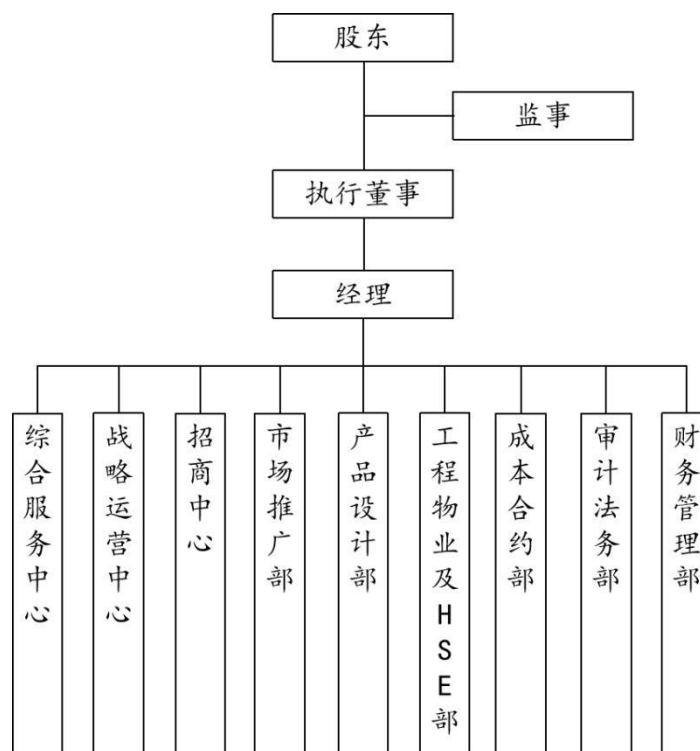 股东
监事
执行董事
经理
综合服务中心
战略运营中心
招商中心
市场推广部
产品设计部
工程物业及HSE部
成本合约部
审计法务部
财务管理部